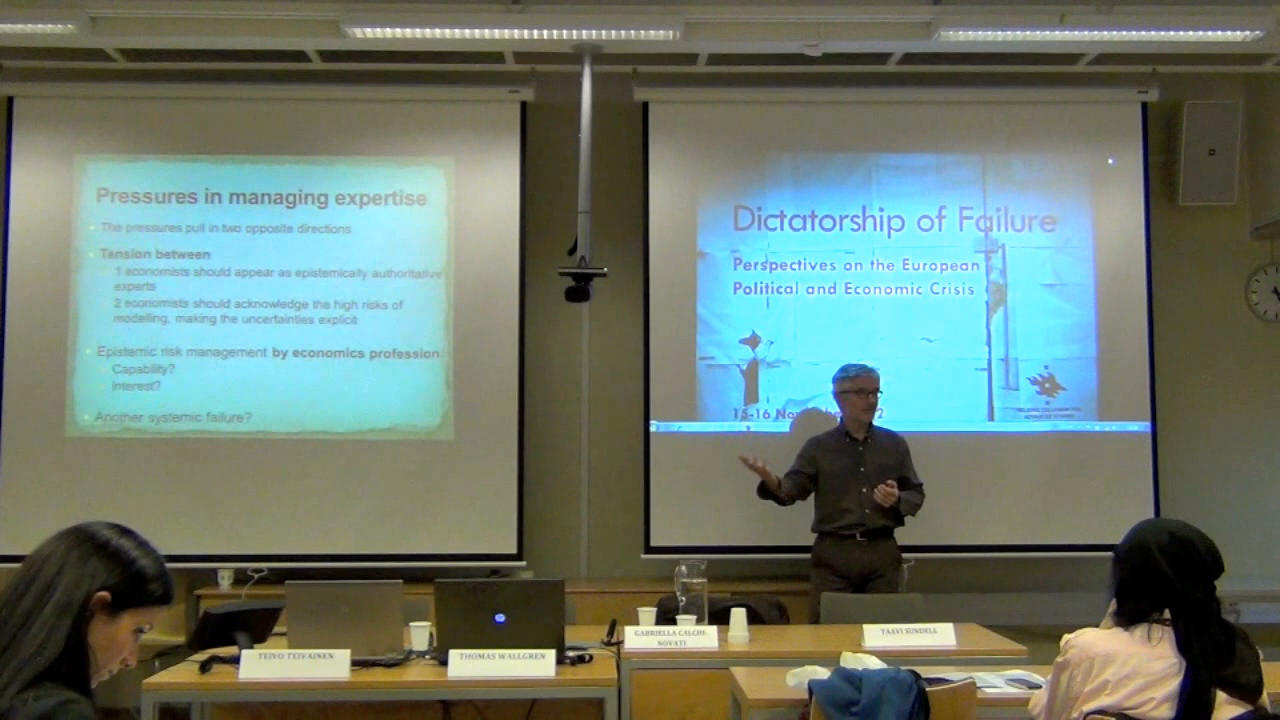 Pressures in managing expertise
The pressures pull in two opposite directions
Tension between
1 economists should appear as epistemically authoritative
experts
2 economists should acknowledge the high risks of
modelling, making the uncertainties explicit
Epistemic risk management by economics profession
Capability?
Interest?
Another systemic failure?
Dictatorship of Failure
Perspectives on the European
Political and Economic Crisis
15-16 No
2
TEIVO TEIVAINEN
THOMAS WALLGREN
GABRIELLA CALCHI-
NOVATI
TAAVI SUNDELL